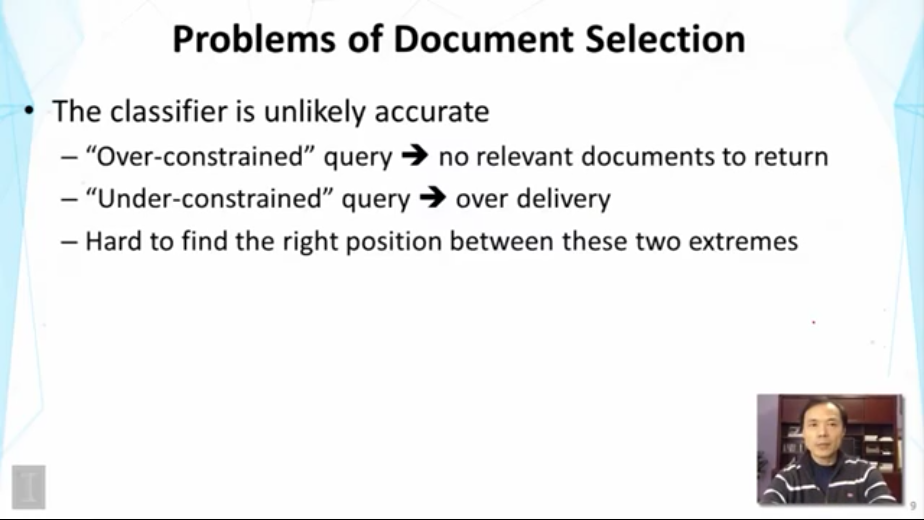 Problems of Document Selection
• The classifier is unlikely accurate
– “Over-constrained” query ➔ no relevant documents to return
– “Under-constrained” query ➔ over delivery
– Hard to find the right position between these two extremes
I
9